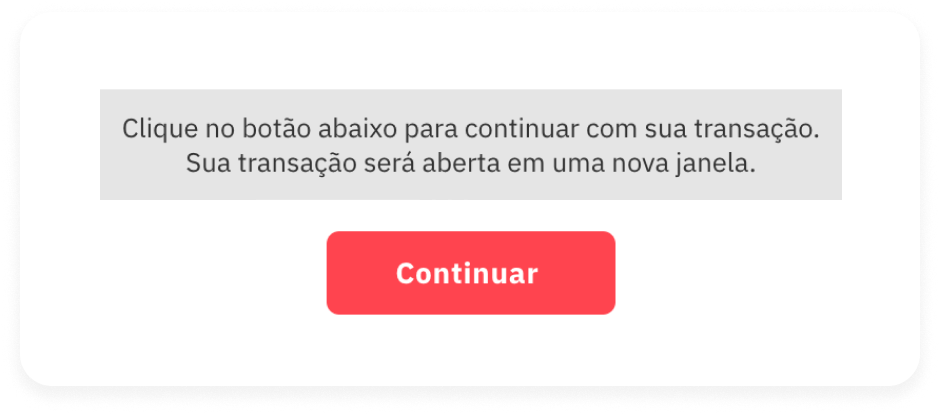 Clique no botão abaixo para continuar com sua transação.
Sua transação será aberta em uma nova janela.
Continuar